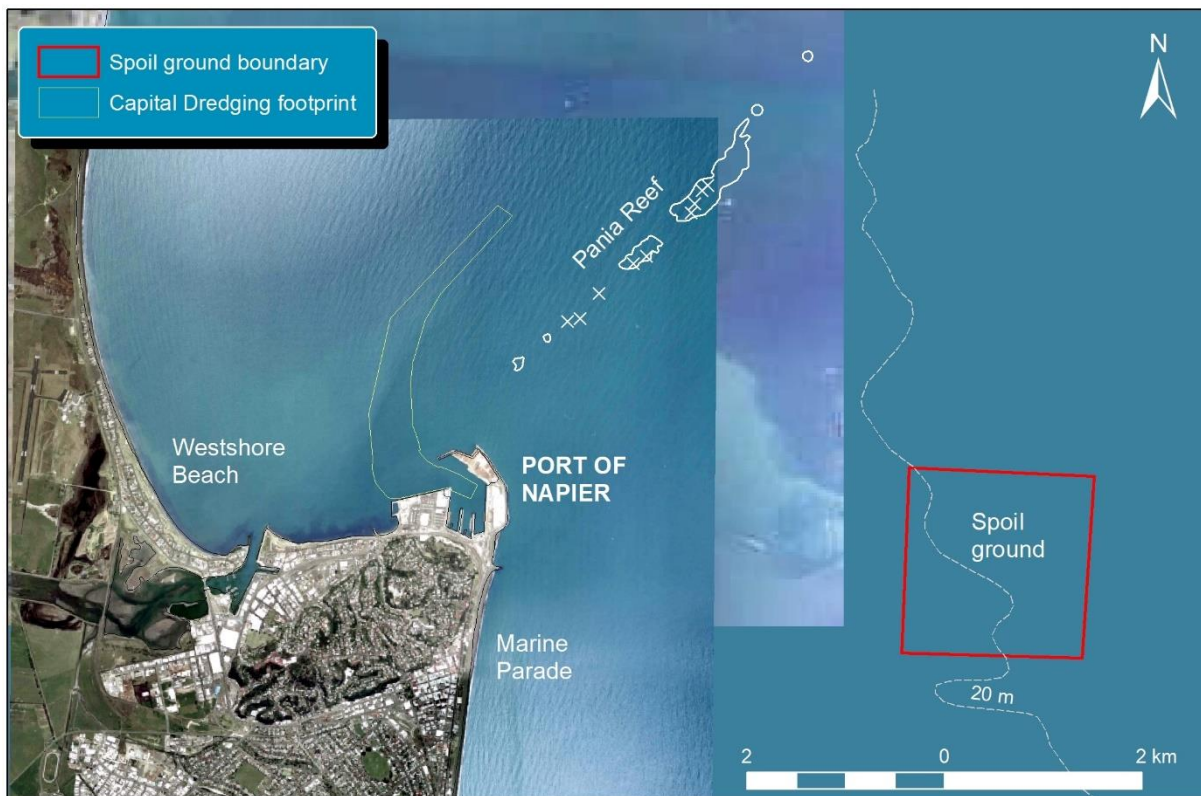 Spoil ground boundary
Capital Dredging footprint
N
Pania Reef
Westshore
Beach
PORT OF
NAPIER
Spoil
ground
Marine
Parade
20 m
2 0 2 km